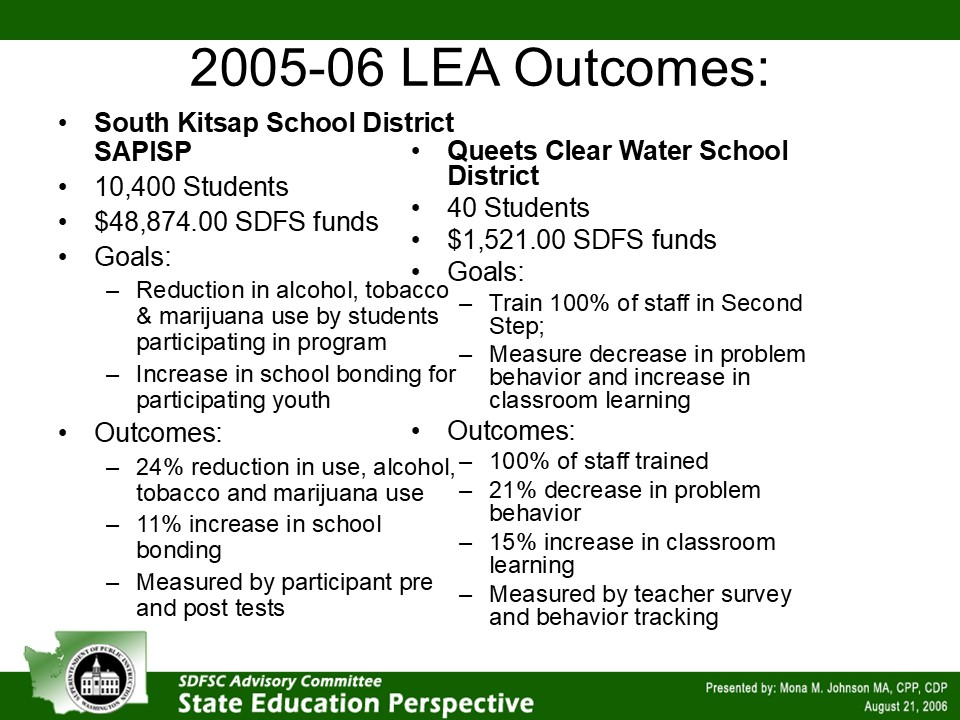 2005-06 LEA Outcomes:
• South Kitsap School District
SAPISP
• 10,400 Students
• $48,874.00 SDFS funds
• Goals:
– Reduction in alcohol, tobacco
& marijuana use by students
participating in program
– Increase in school bonding for
participating youth
• Outcomes:
– 24% reduction in use, alcohol,
tobacco and marijuana use
– 11% increase in school
bonding
– Measured by participant pre
and post tests
• Queets Clear Water School
District
• 40 Students
• $1,521.00 SDFS funds
• Goals:
– Train 100% of staff in Second
Step;
– Measure decrease in problem
behavior and increase in
classroom learning
• Outcomes:
– 100% of staff trained
– 21% decrease in problem
behavior
– 15% increase in classroom
learning
– Measured by teacher survey
and behavior tracking
SUPERINTENDENT OF PUBLIC INSTRUCTION
WASHINGTON
SDFSC Advisory Committee
State Education Perspective
Presented by: Mona M. Johnson MA, CPP, CDP
August 21, 2006